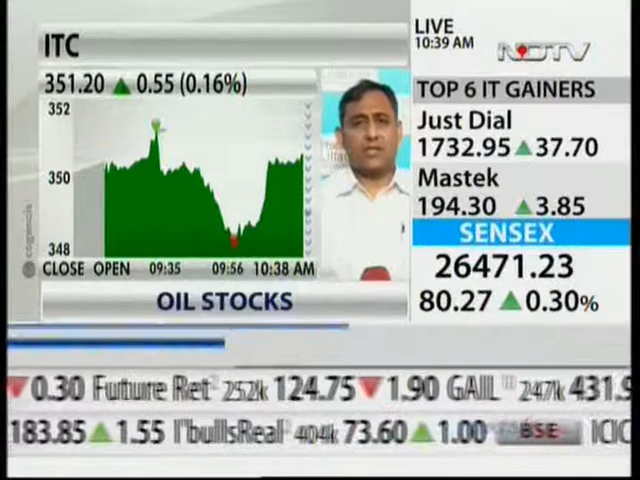 ITC
351.20 ▲ 0.55 (0.16%)
352
350
348
CLOSE OPEN 09:35 09:56 10:38 AM
cogencis
OIL STOCKS
LIVE
10:39 AM
NDTV
TOP 6 IT GAINERS
Just Dial
1732.95 ▲ 37.70
Mastek
194.30 ▲ 3.85
SENSEX
26471.23
80.27 ▲ 0.30%
▼ 0.30 Future Ret 252k 124.75 ▼ 1.90 GAIL 247k 431.9
183.85 ▲ 1.55 I'bullsReal 404k 73.60 ▲ 1.00 BSE ICIC